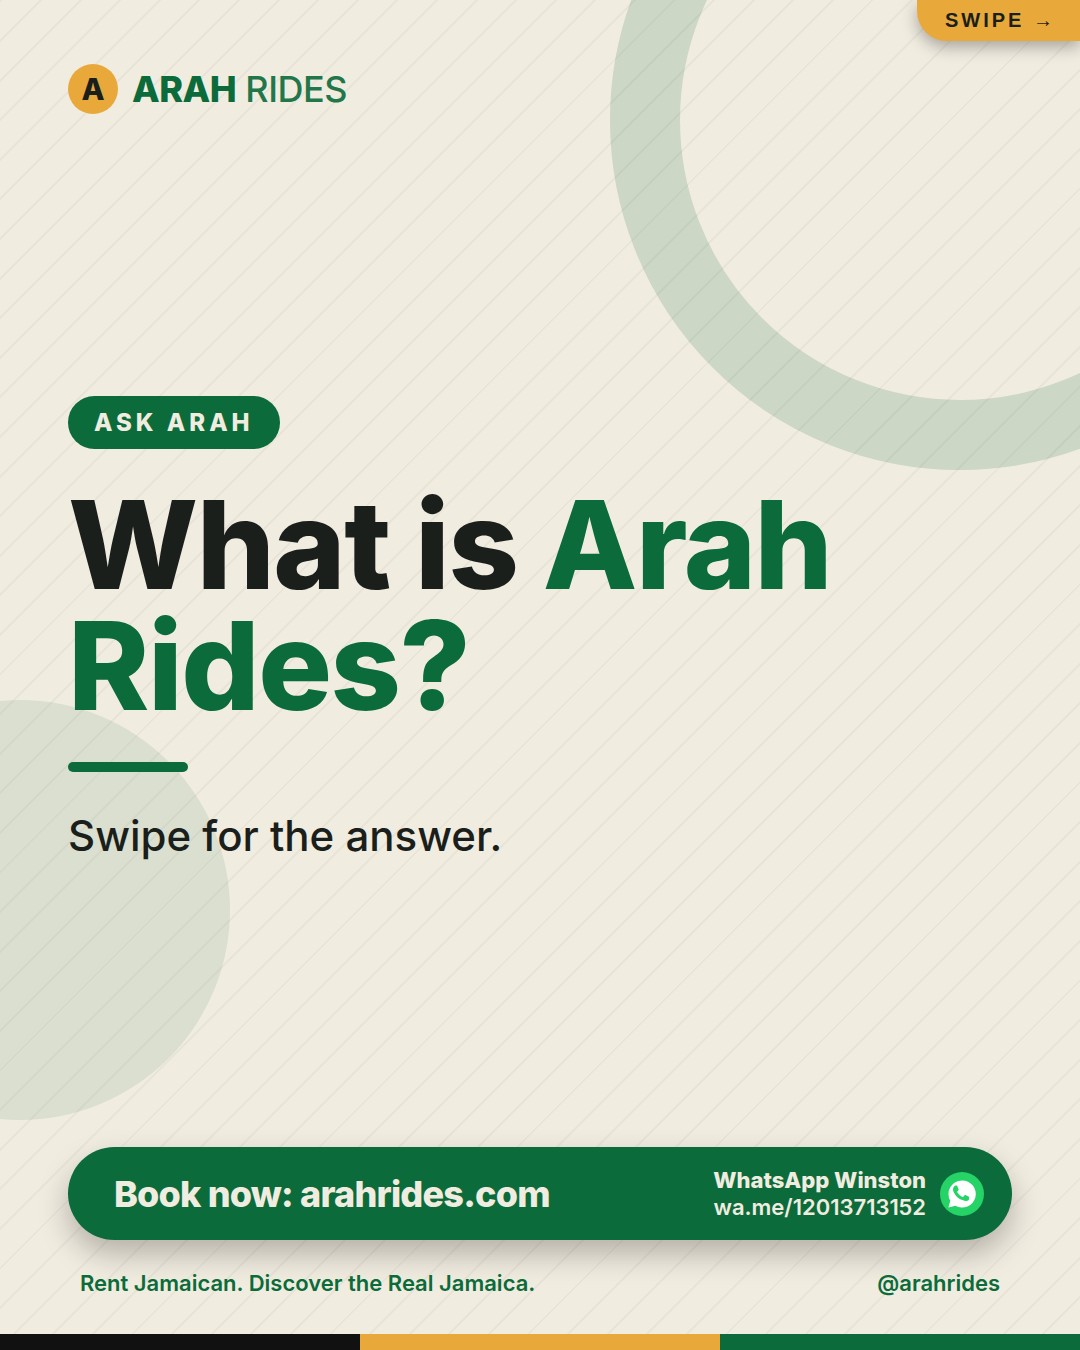 SWIPE →
A ARAH RIDES
ASK ARAH
What is Arah
Rides?
Swipe for the answer.
Book now: arahrides.com
WhatsApp Winston
wa.me/12013713152
Rent Jamaican. Discover the Real Jamaica.
@arahrides